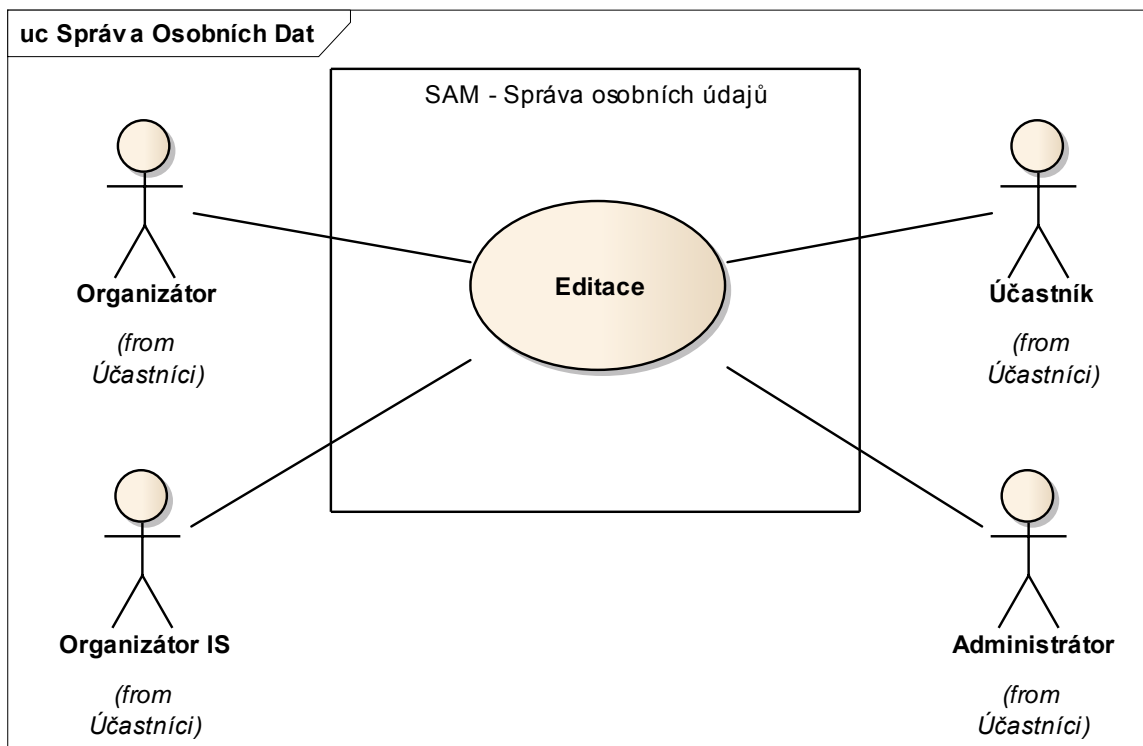 uc Správa Osobních Dat
SAM - Správa osobních údajů
Organizátor
(from
Účastníci)
Editace
Účastník
(from
Účastníci)
Organizátor IS
(from
Účastníci)
Administrátor
(from
Účastníci)